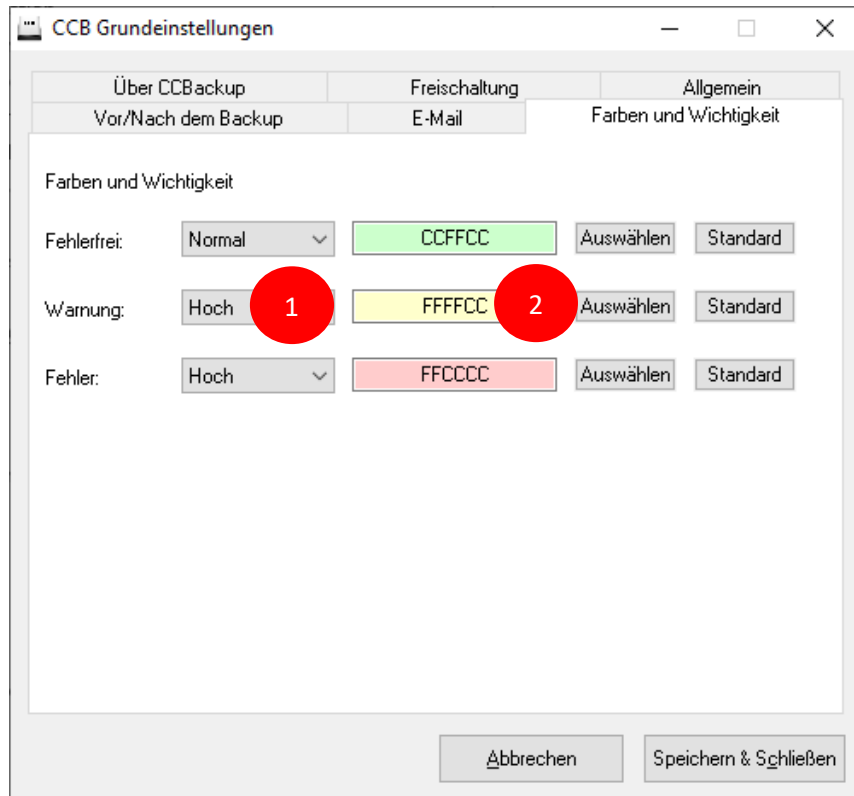 CCB Grundeinstellungen
Über CCBackup Freischaltung Allgemein
Vor/Nach dem Backup E-Mail Farben und Wichtigkeit
Farben und Wichtigkeit
Fehlerfrei: Normal CCFFCC Auswählen Standard
Warnung: Hoch 1 FFFFCC 2 Auswählen Standard
Fehler: Hoch FFCCCC Auswählen Standard
Abbrechen Speichern & Schließen